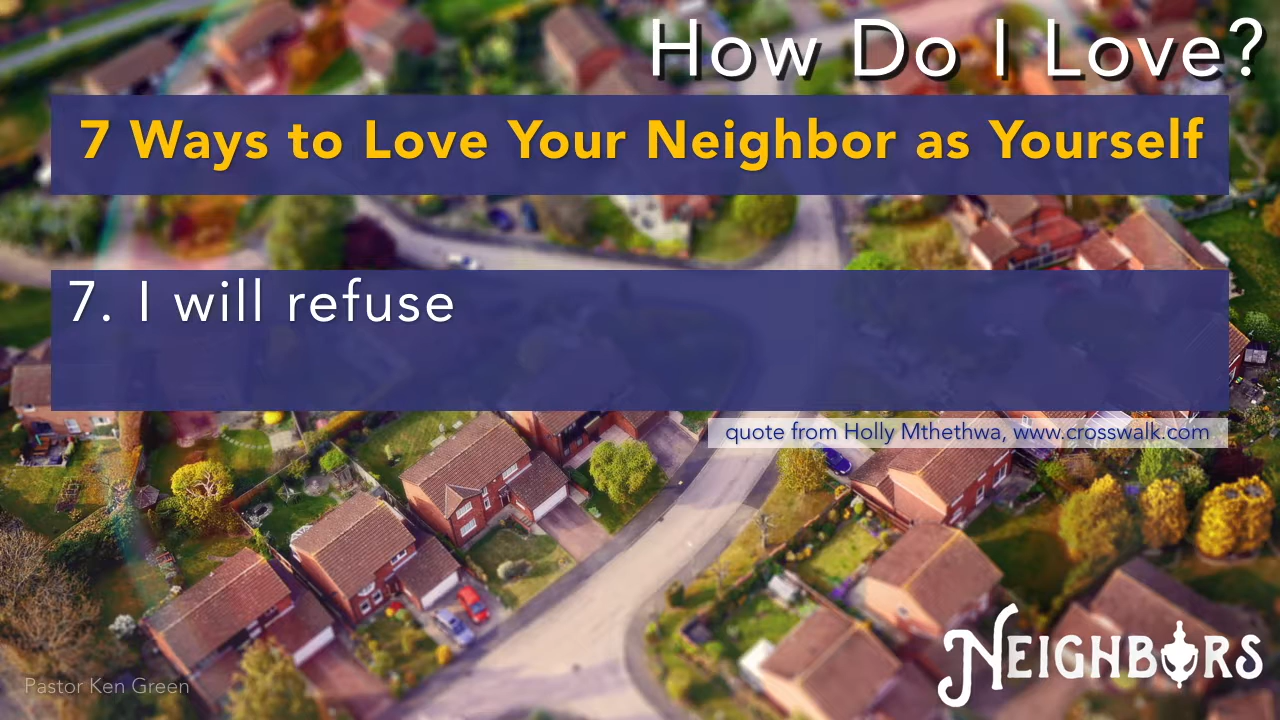 How Do I Love?
7 Ways to Love Your Neighbor as Yourself
7. I will refuse
quote from Holly Mthethwa, www.crosswalk.com
NEIGHBORS
Pastor Ken Green